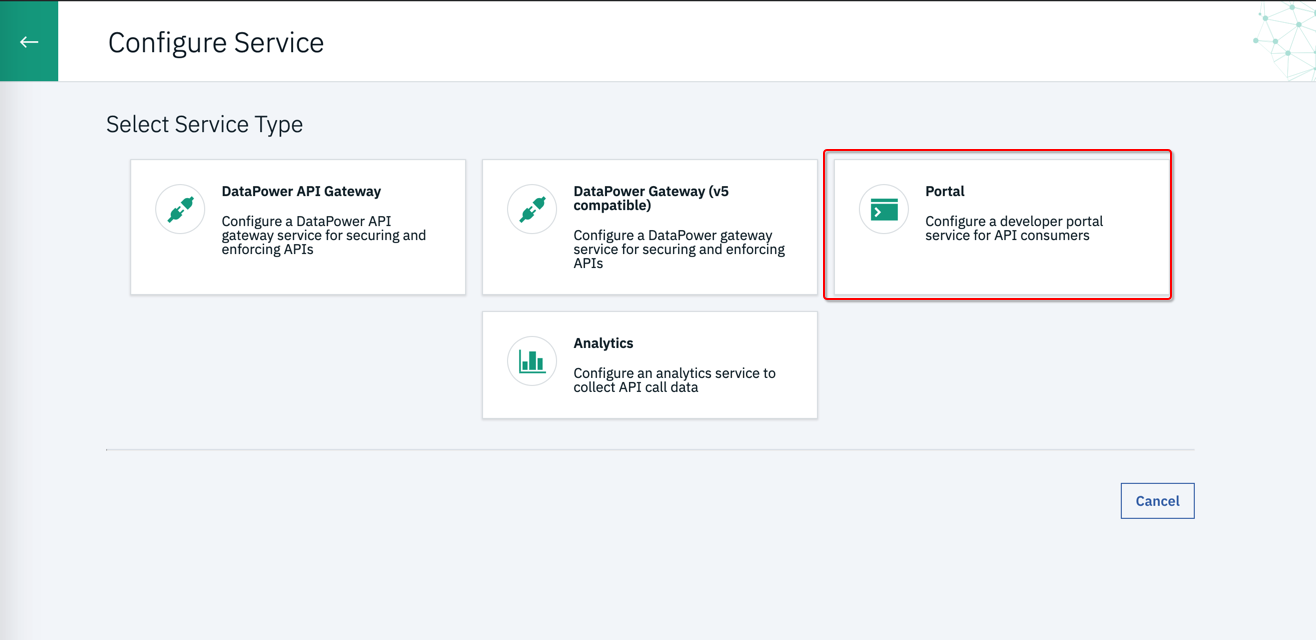 Configure Service
Select Service Type
DataPower API Gateway
Configure a DataPower API
gateway service for securing and
enforcing APIs
DataPower Gateway (v5
compatible)
Configure a DataPower gateway
service for securing and enforcing
APIs
Portal
Configure a developer portal
service for API consumers
Analytics
Configure an analytics service to
collect API call data
Cancel